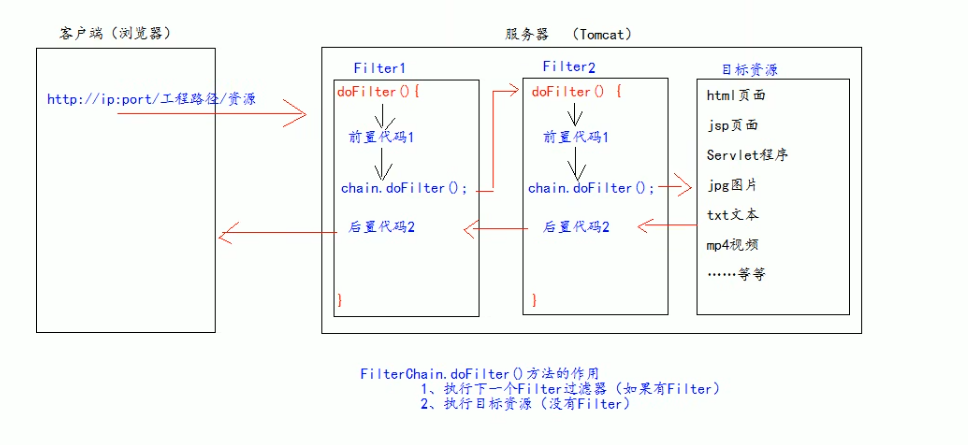 客户端（浏览器）
服务器 （Tomcat）
http://ip:port/工程路径/资源
Filter1
doFilter(){
前置代码1
chain.doFilter();
后置代码2
}
Filter2
doFilter() {
前置代码1
chain.doFilter();
后置代码2
}
目标资源
html页面
jsp页面
Servlet程序
jpg图片
txt文本
mp4视频
……等等
FilterChain.doFilter()方法的作用
1、执行下一个Filter过滤器（如果有Filter）
2、执行目标资源（没有Filter）